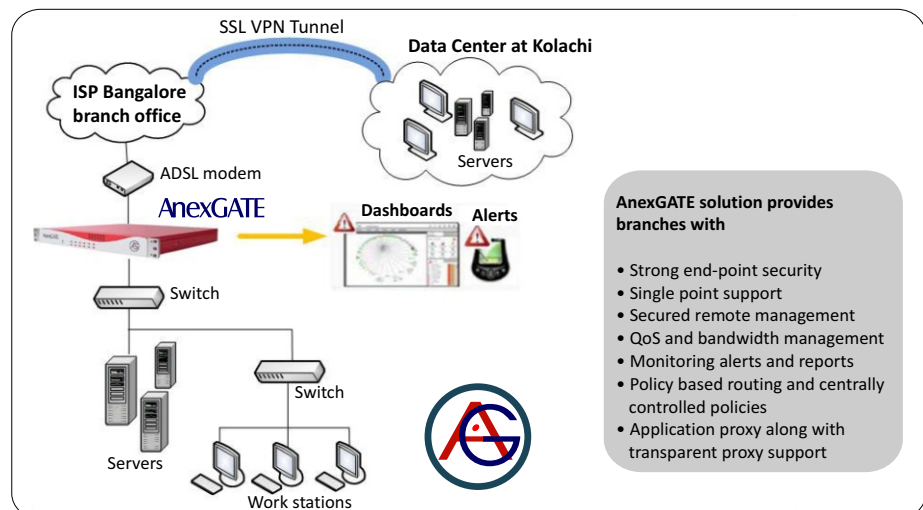 SSL VPN Tunnel
Data Center at Kolachi
ISP Bangalore
branch office
Servers
ADSL modem
AnexGATE
Dashboards
Alerts
AnexGATE
Switch
Switch
Servers
Work stations
AG
AnexGATE solution provides
branches with
• Strong end-point security
• Single point support
• Secured remote management
• QoS and bandwidth management
• Monitoring alerts and reports
• Policy based routing and centrally
controlled policies
• Application proxy along with
transparent proxy support